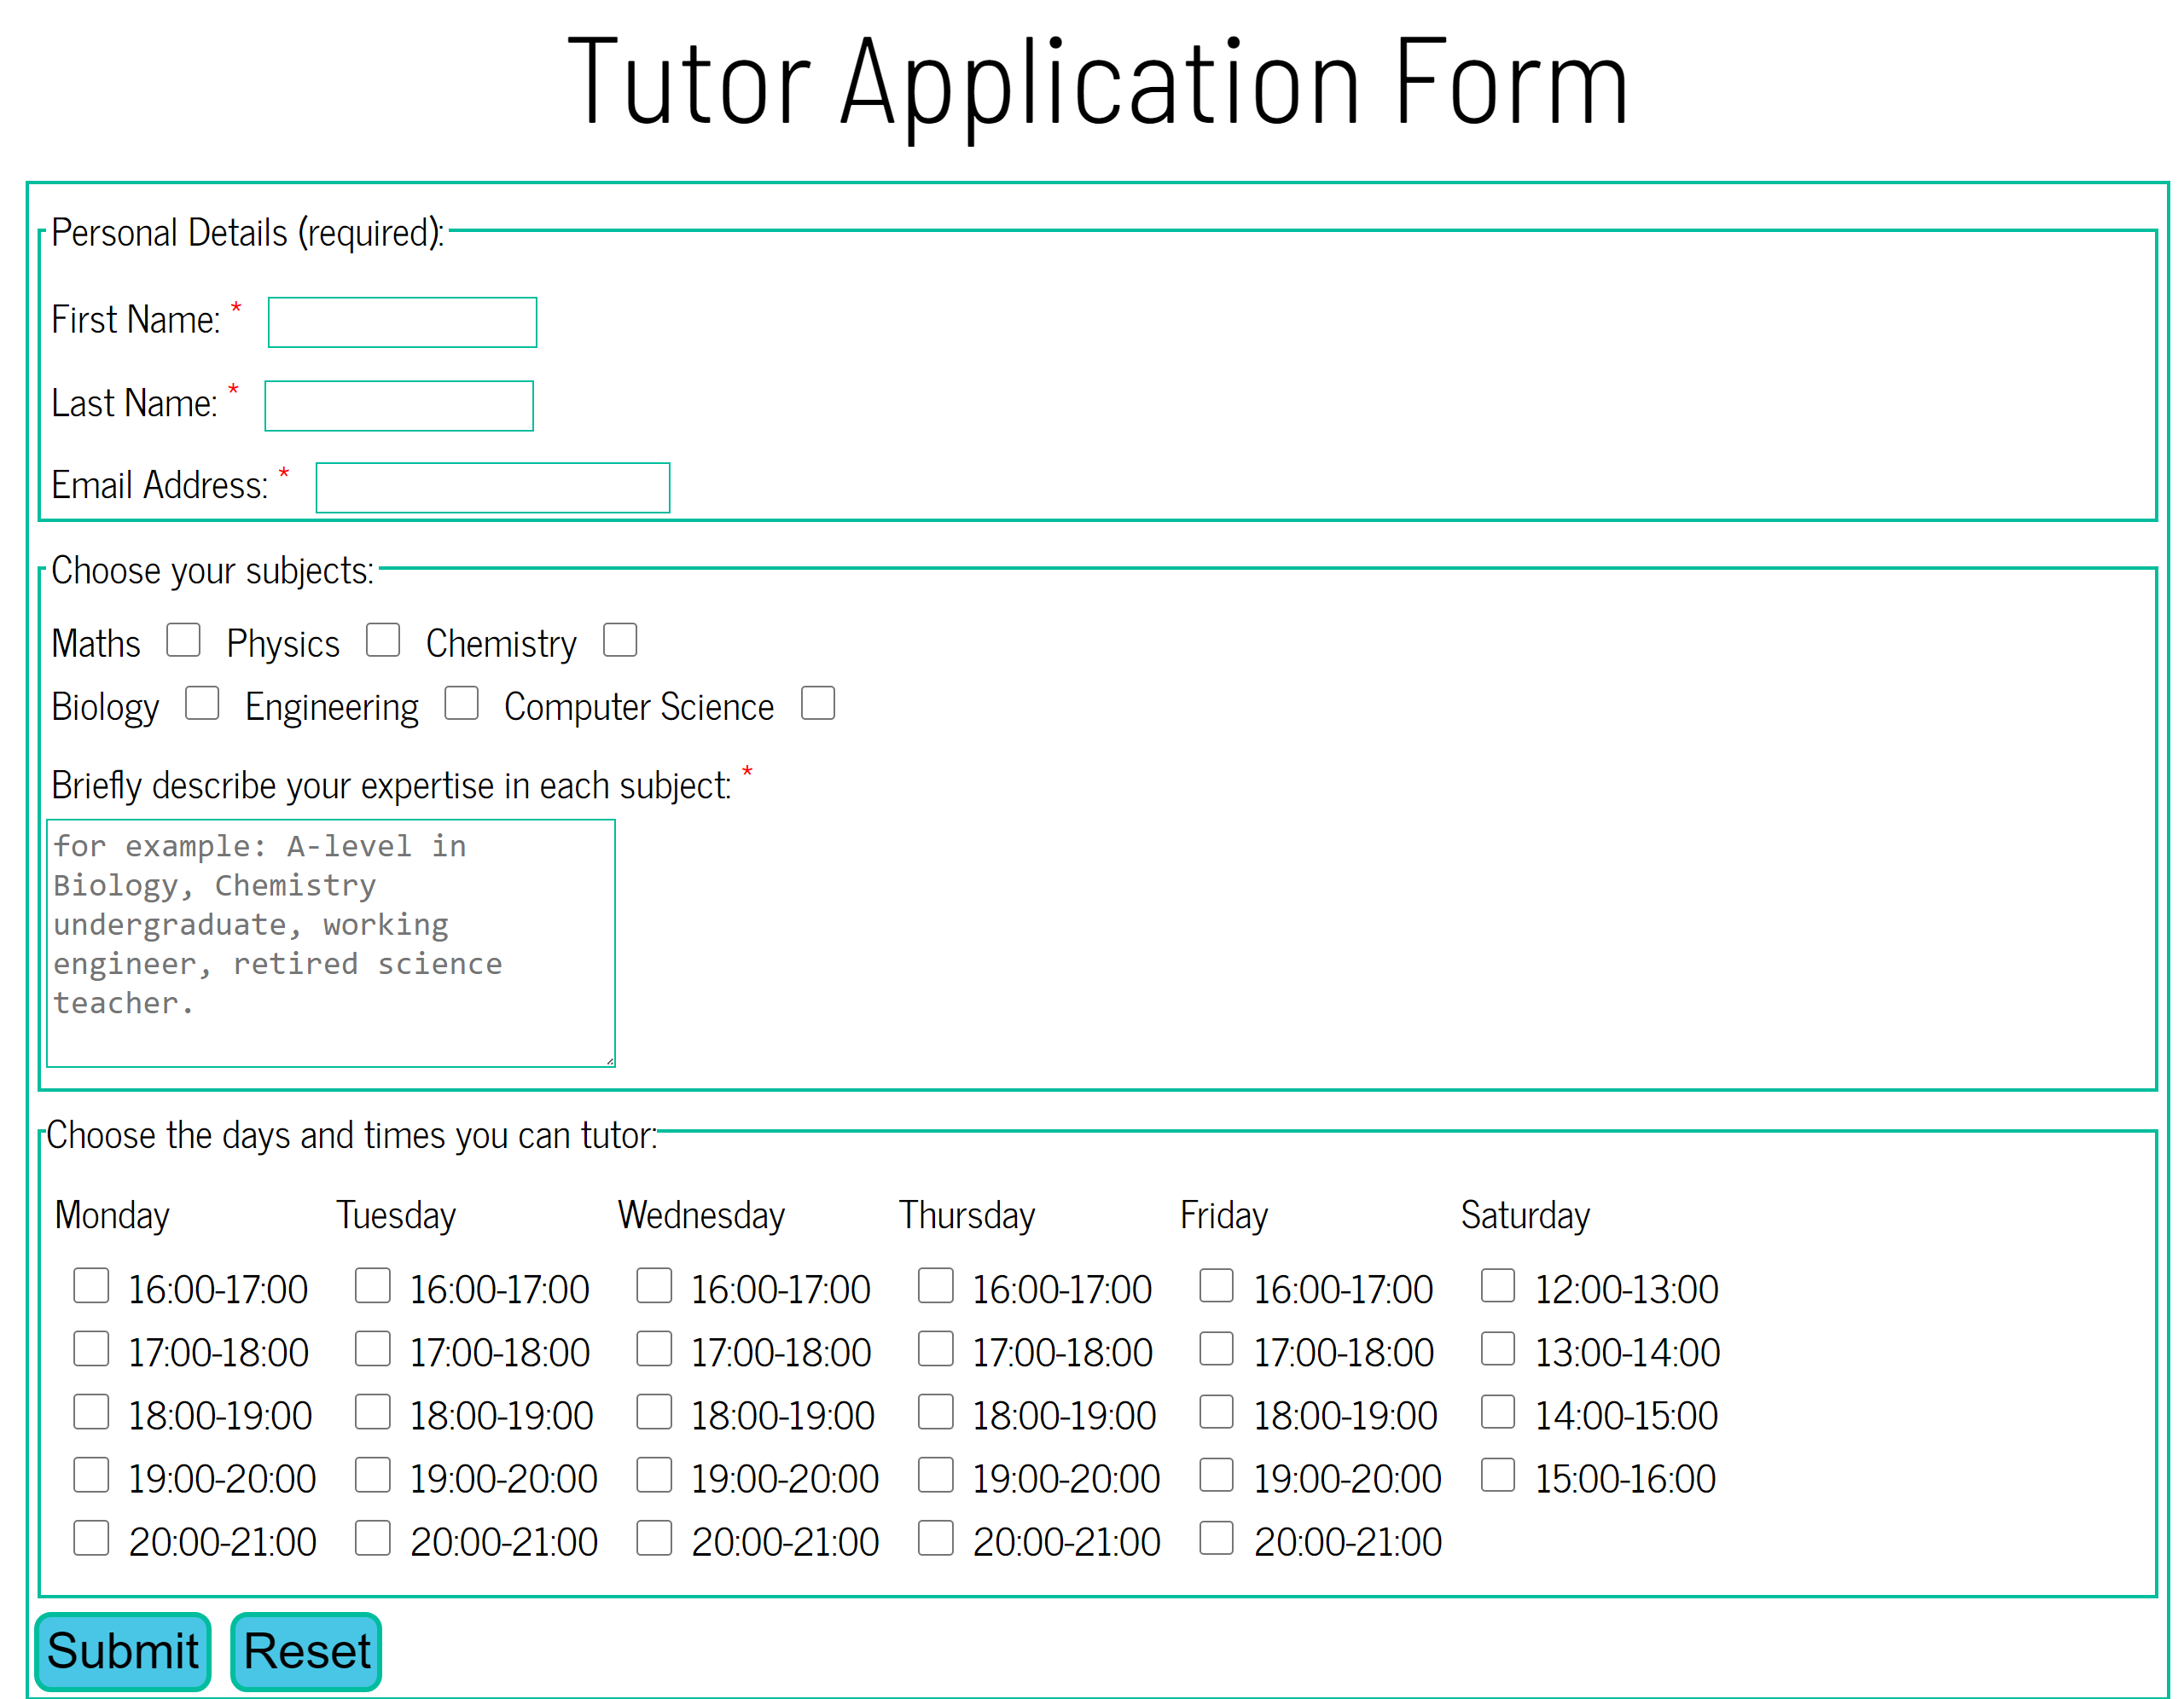 Tutor Application Form
Personal Details (required):
First Name: *
Last Name: *
Email Address: *
Choose your subjects:
Maths Physics Chemistry
Biology Engineering Computer Science
Briefly describe your expertise in each subject: *
for example: A-level in
Biology, Chemistry
undergraduate, working
engineer, retired science
teacher.
Choose the days and times you can tutor:
Monday Tuesday Wednesday Thursday Friday Saturday
16:00-17:00 16:00-17:00 16:00-17:00 16:00-17:00 16:00-17:00 12:00-13:00
17:00-18:00 17:00-18:00 17:00-18:00 17:00-18:00 17:00-18:00 13:00-14:00
18:00-19:00 18:00-19:00 18:00-19:00 18:00-19:00 18:00-19:00 14:00-15:00
19:00-20:00 19:00-20:00 19:00-20:00 19:00-20:00 19:00-20:00 15:00-16:00
20:00-21:00 20:00-21:00 20:00-21:00 20:00-21:00 20:00-21:00
Submit Reset